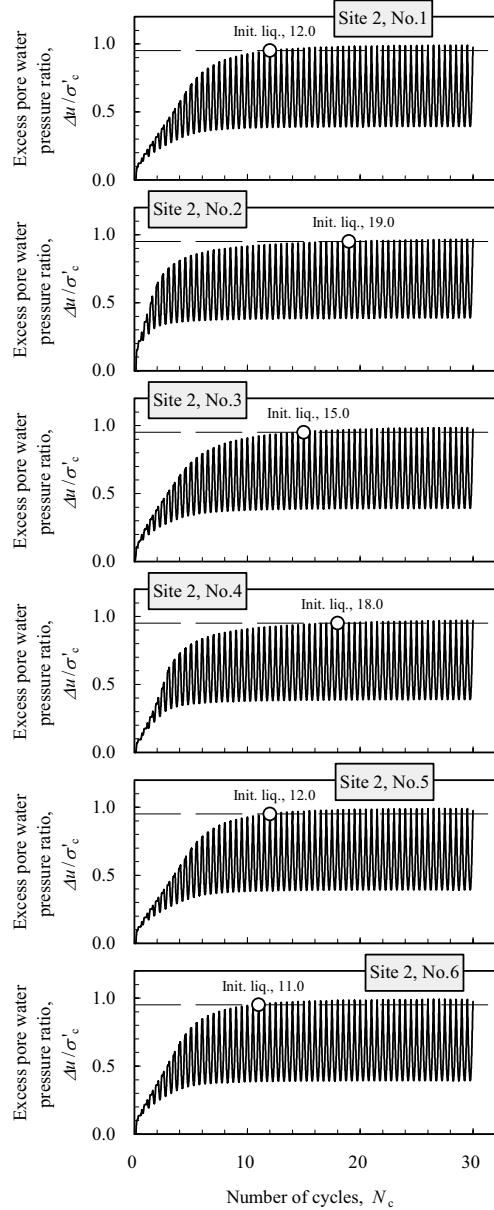 Site 2, No.1
Init. liq., 12.0
Excess pore water
pressure ratio,
Δu/σ'c
1.0
0.5
0.0
Site 2, No.2
Init. liq., 19.0
Excess pore water
pressure ratio,
Δu/σ'c
1.0
0.5
0.0
Site 2, No.3
Init. liq., 15.0
Excess pore water
pressure ratio,
Δu/σ'c
1.0
0.5
0.0
Site 2, No.4
Init. liq., 18.0
Excess pore water
pressure ratio,
Δu/σ'c
1.0
0.5
0.0
Site 2, No.5
Init. liq., 12.0
Excess pore water
pressure ratio,
Δu/σ'c
1.0
0.5
0.0
Site 2, No.6
Init. liq., 11.0
Excess pore water
pressure ratio,
Δu/σ'c
1.0
0.5
0.0
0 10 20 30
Number of cycles, Nc